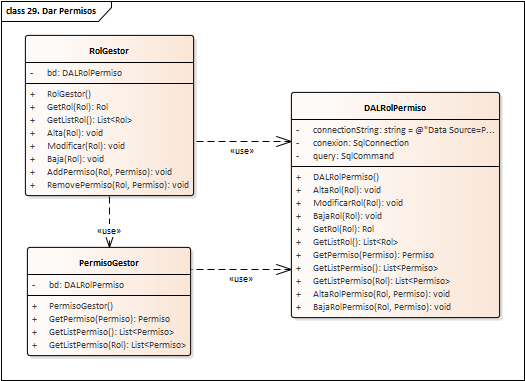 class 29. Dar Permisos
RolGestor
- bd: DALRolPermiso
+ RolGestor()
+ GetRol(Rol): Rol
+ GetListRol(): List<Rol>
+ Alta(Rol): void
+ Modificar(Rol): void
+ Baja(Rol): void
+ AddPermiso(Rol, Permiso): void
+ RemovePermiso(Rol, Permiso): void
«use»
«use»
PermisoGestor
- bd: DALRolPermiso
+ PermisoGestor()
+ GetPermiso(Permiso): Permiso
+ GetListPermiso(): List<Permiso>
+ GetListPermiso(Rol): List<Permiso>
«use»
DALRolPermiso
- connectionString: string = @"Data Source=P...
- conexion: SqlConnection
- query: SqlCommand
+ DALRolPermiso()
+ AltaRol(Rol): void
+ ModificarRol(Rol): void
+ BajaRol(Rol): void
+ GetRol(Rol): Rol
+ GetListRol(): List<Rol>
+ GetPermiso(Permiso): Permiso
+ GetListPermiso(): List<Permiso>
+ GetListPermiso(Rol): List<Permiso>
+ AltaRolPermiso(Rol, Permiso): void
+ BajaRolPermiso(Rol, Permiso): void